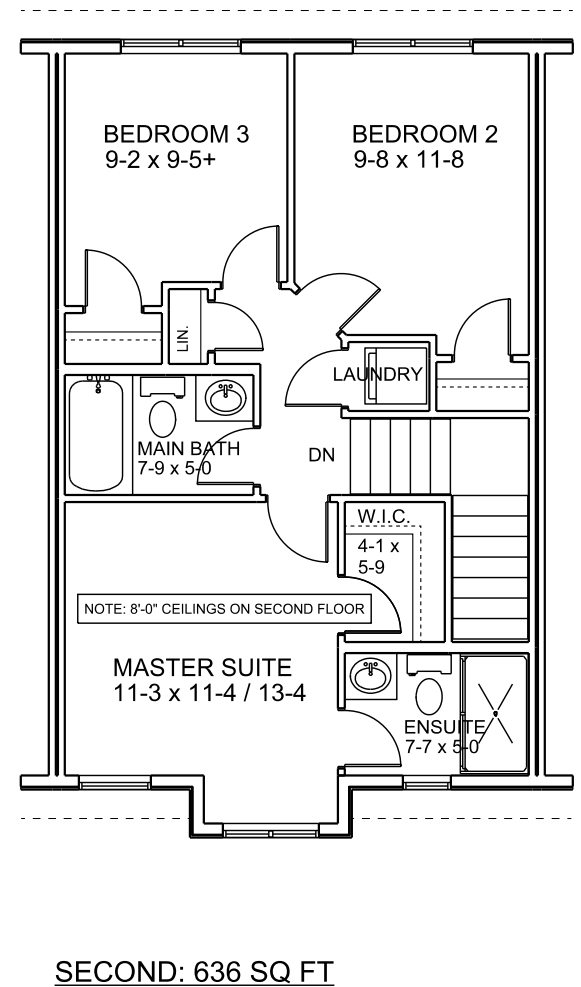 BEDROOM 3
9-2 x 9-5+
BEDROOM 2
9-8 x 11-8
LIN.
LAUNDRY
MAIN BATH
7-9 x 5-0
DN
W.I.C.
4-1 x
5-9
NOTE: 8'-0" CEILINGS ON SECOND FLOOR
MASTER SUITE
11-3 x 11-4 / 13-4
ENSUITE
7-7 x 5-0
SECOND: 636 SQ FT